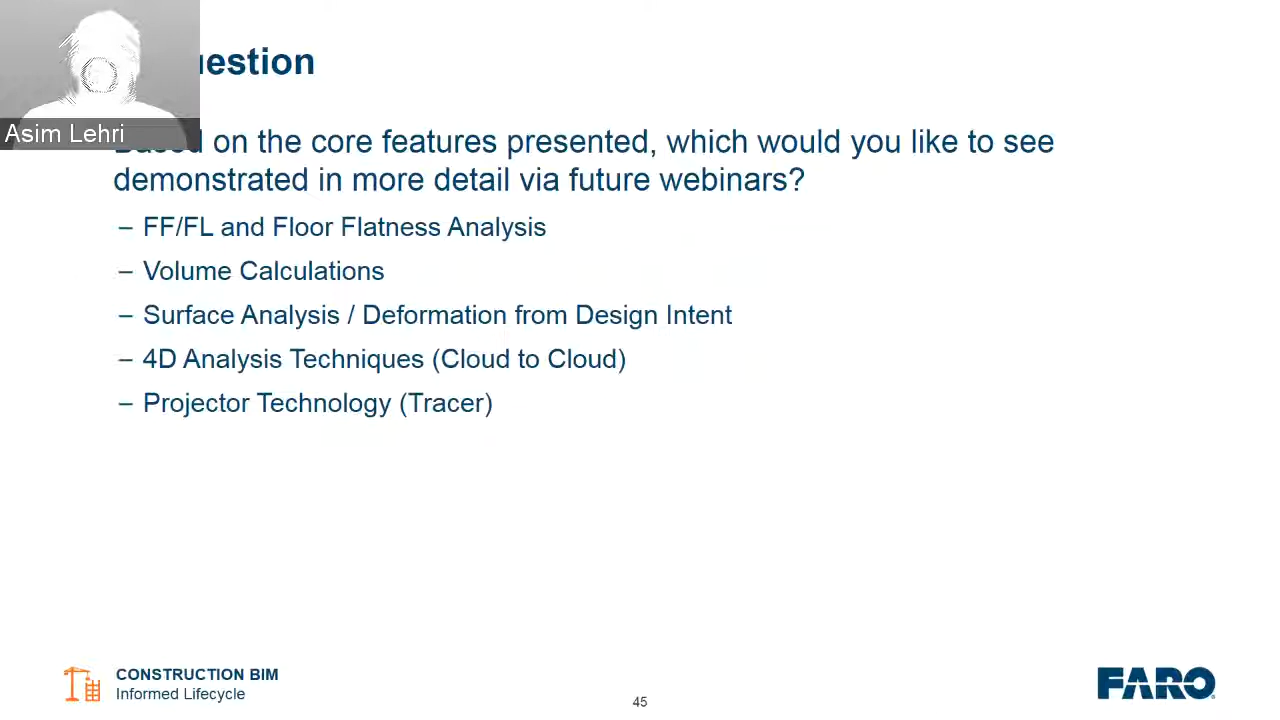 uestion
Asim Lehri
on the core features presented, which would you like to see
demonstrated in more detail via future webinars?
– FF/FL and Floor Flatness Analysis
– Volume Calculations
– Surface Analysis / Deformation from Design Intent
– 4D Analysis Techniques (Cloud to Cloud)
– Projector Technology (Tracer)
CONSTRUCTION BIM
Informed Lifecycle
45
FARO